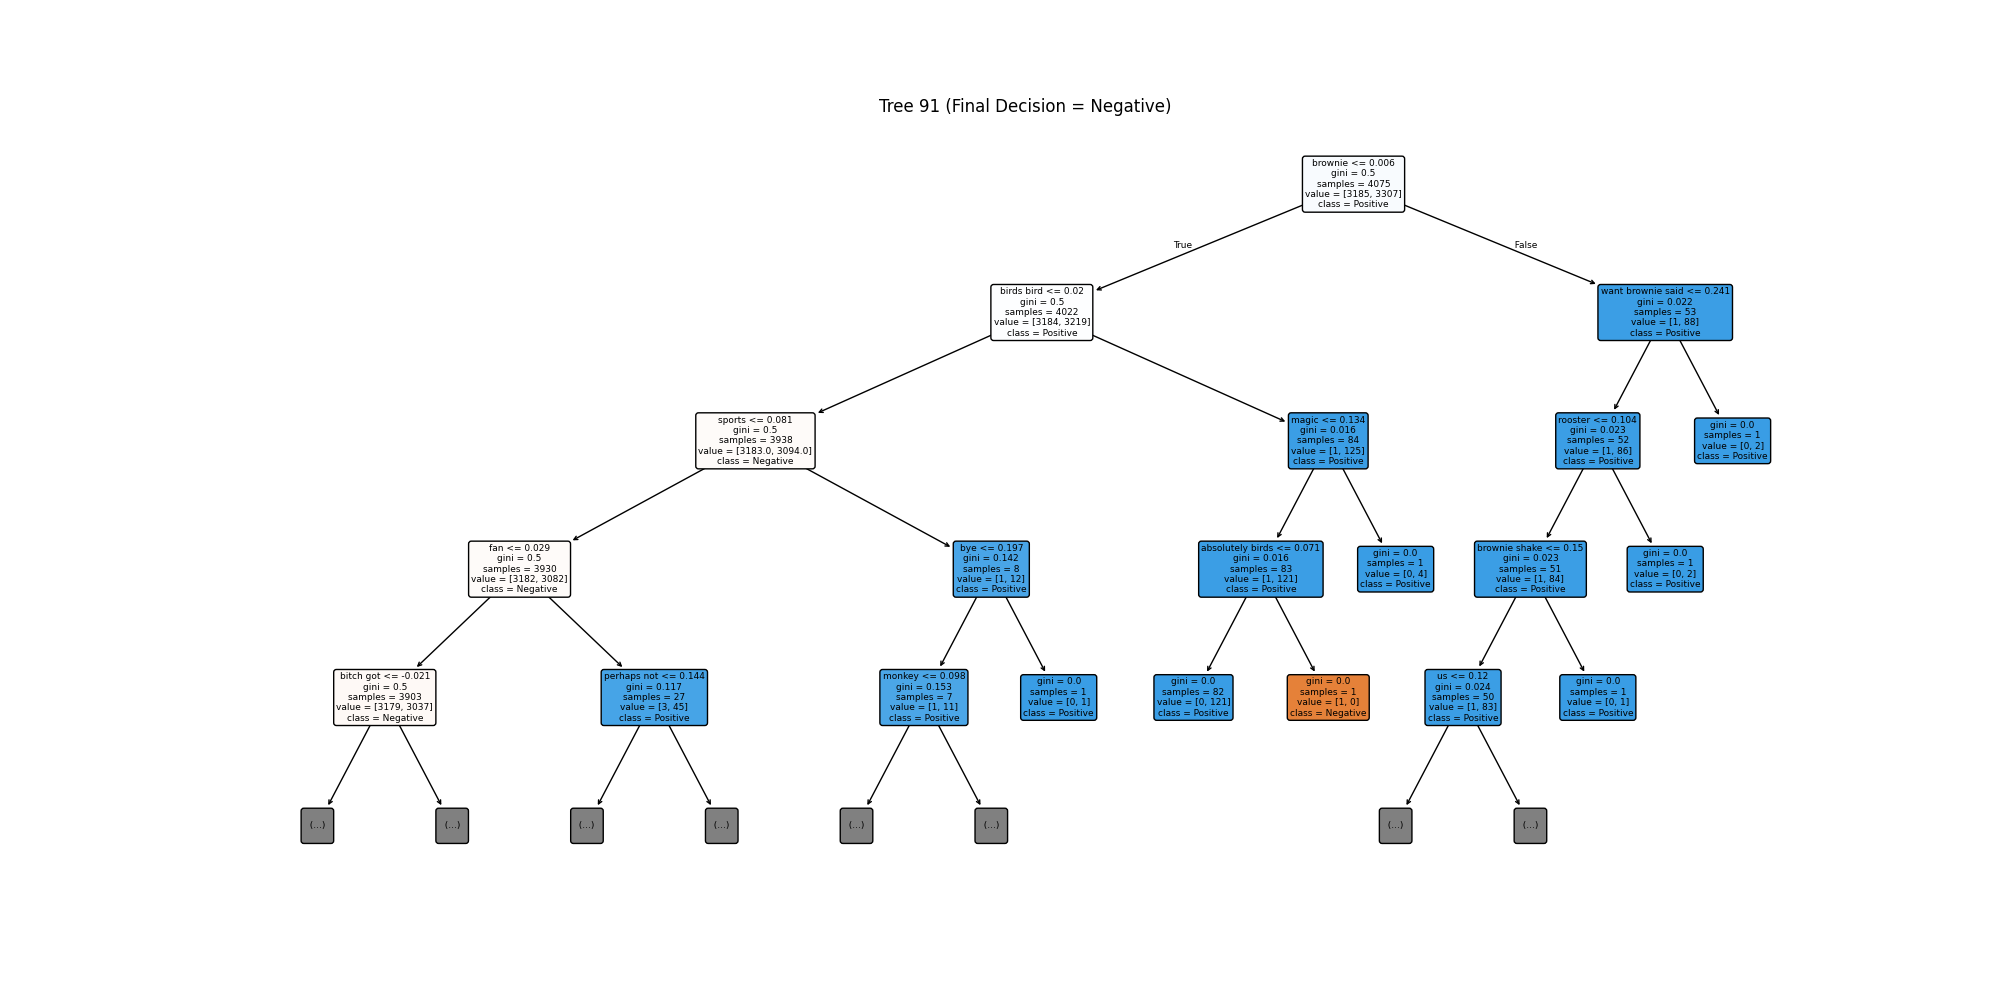 Tree 91 (Final Decision = Negative)
brownie <= 0.006
gini = 0.5
samples = 4075
value = [3185, 3307]
class = Positive
True
False
birds bird <= 0.02
gini = 0.5
samples = 4022
value = [3184, 3219]
class = Positive
want brownie said <= 0.241
gini = 0.022
samples = 53
value = [1, 88]
class = Positive
sports <= 0.081
gini = 0.5
samples = 3938
value = [3183.0, 3094.0]
class = Negative
magic <= 0.134
gini = 0.016
samples = 84
value = [1, 125]
class = Positive
rooster <= 0.104
gini = 0.023
samples = 52
value = [1, 86]
class = Positive
gini = 0.0
samples = 1
value = [0, 2]
class = Positive
fan <= 0.029
gini = 0.5
samples = 3930
value = [3182, 3082]
class = Negative
bye <= 0.197
gini = 0.142
samples = 8
value = [1, 12]
class = Positive
absolutely birds <= 0.071
gini = 0.016
samples = 83
value = [1, 121]
class = Positive
gini = 0.0
samples = 1
value = [0, 4]
class = Positive
brownie shake <= 0.15
gini = 0.023
samples = 51
value = [1, 84]
class = Positive
gini = 0.0
samples = 1
value = [0, 2]
class = Positive
bitch got <= -0.021
gini = 0.5
samples = 3903
value = [3179, 3037]
class = Negative
perhaps not <= 0.144
gini = 0.117
samples = 27
value = [3, 45]
class = Positive
monkey <= 0.098
gini = 0.153
samples = 7
value = [1, 11]
class = Positive
gini = 0.0
samples = 1
value = [0, 1]
class = Positive
gini = 0.0
samples = 82
value = [0, 121]
class = Positive
gini = 0.0
samples = 1
value = [1, 0]
class = Negative
us <= 0.12
gini = 0.024
samples = 50
value = [1, 83]
class = Positive
gini = 0.0
samples = 1
value = [0, 1]
class = Positive
(...)
(...)
(...)
(...)
(...)
(...)
(...)
(...)